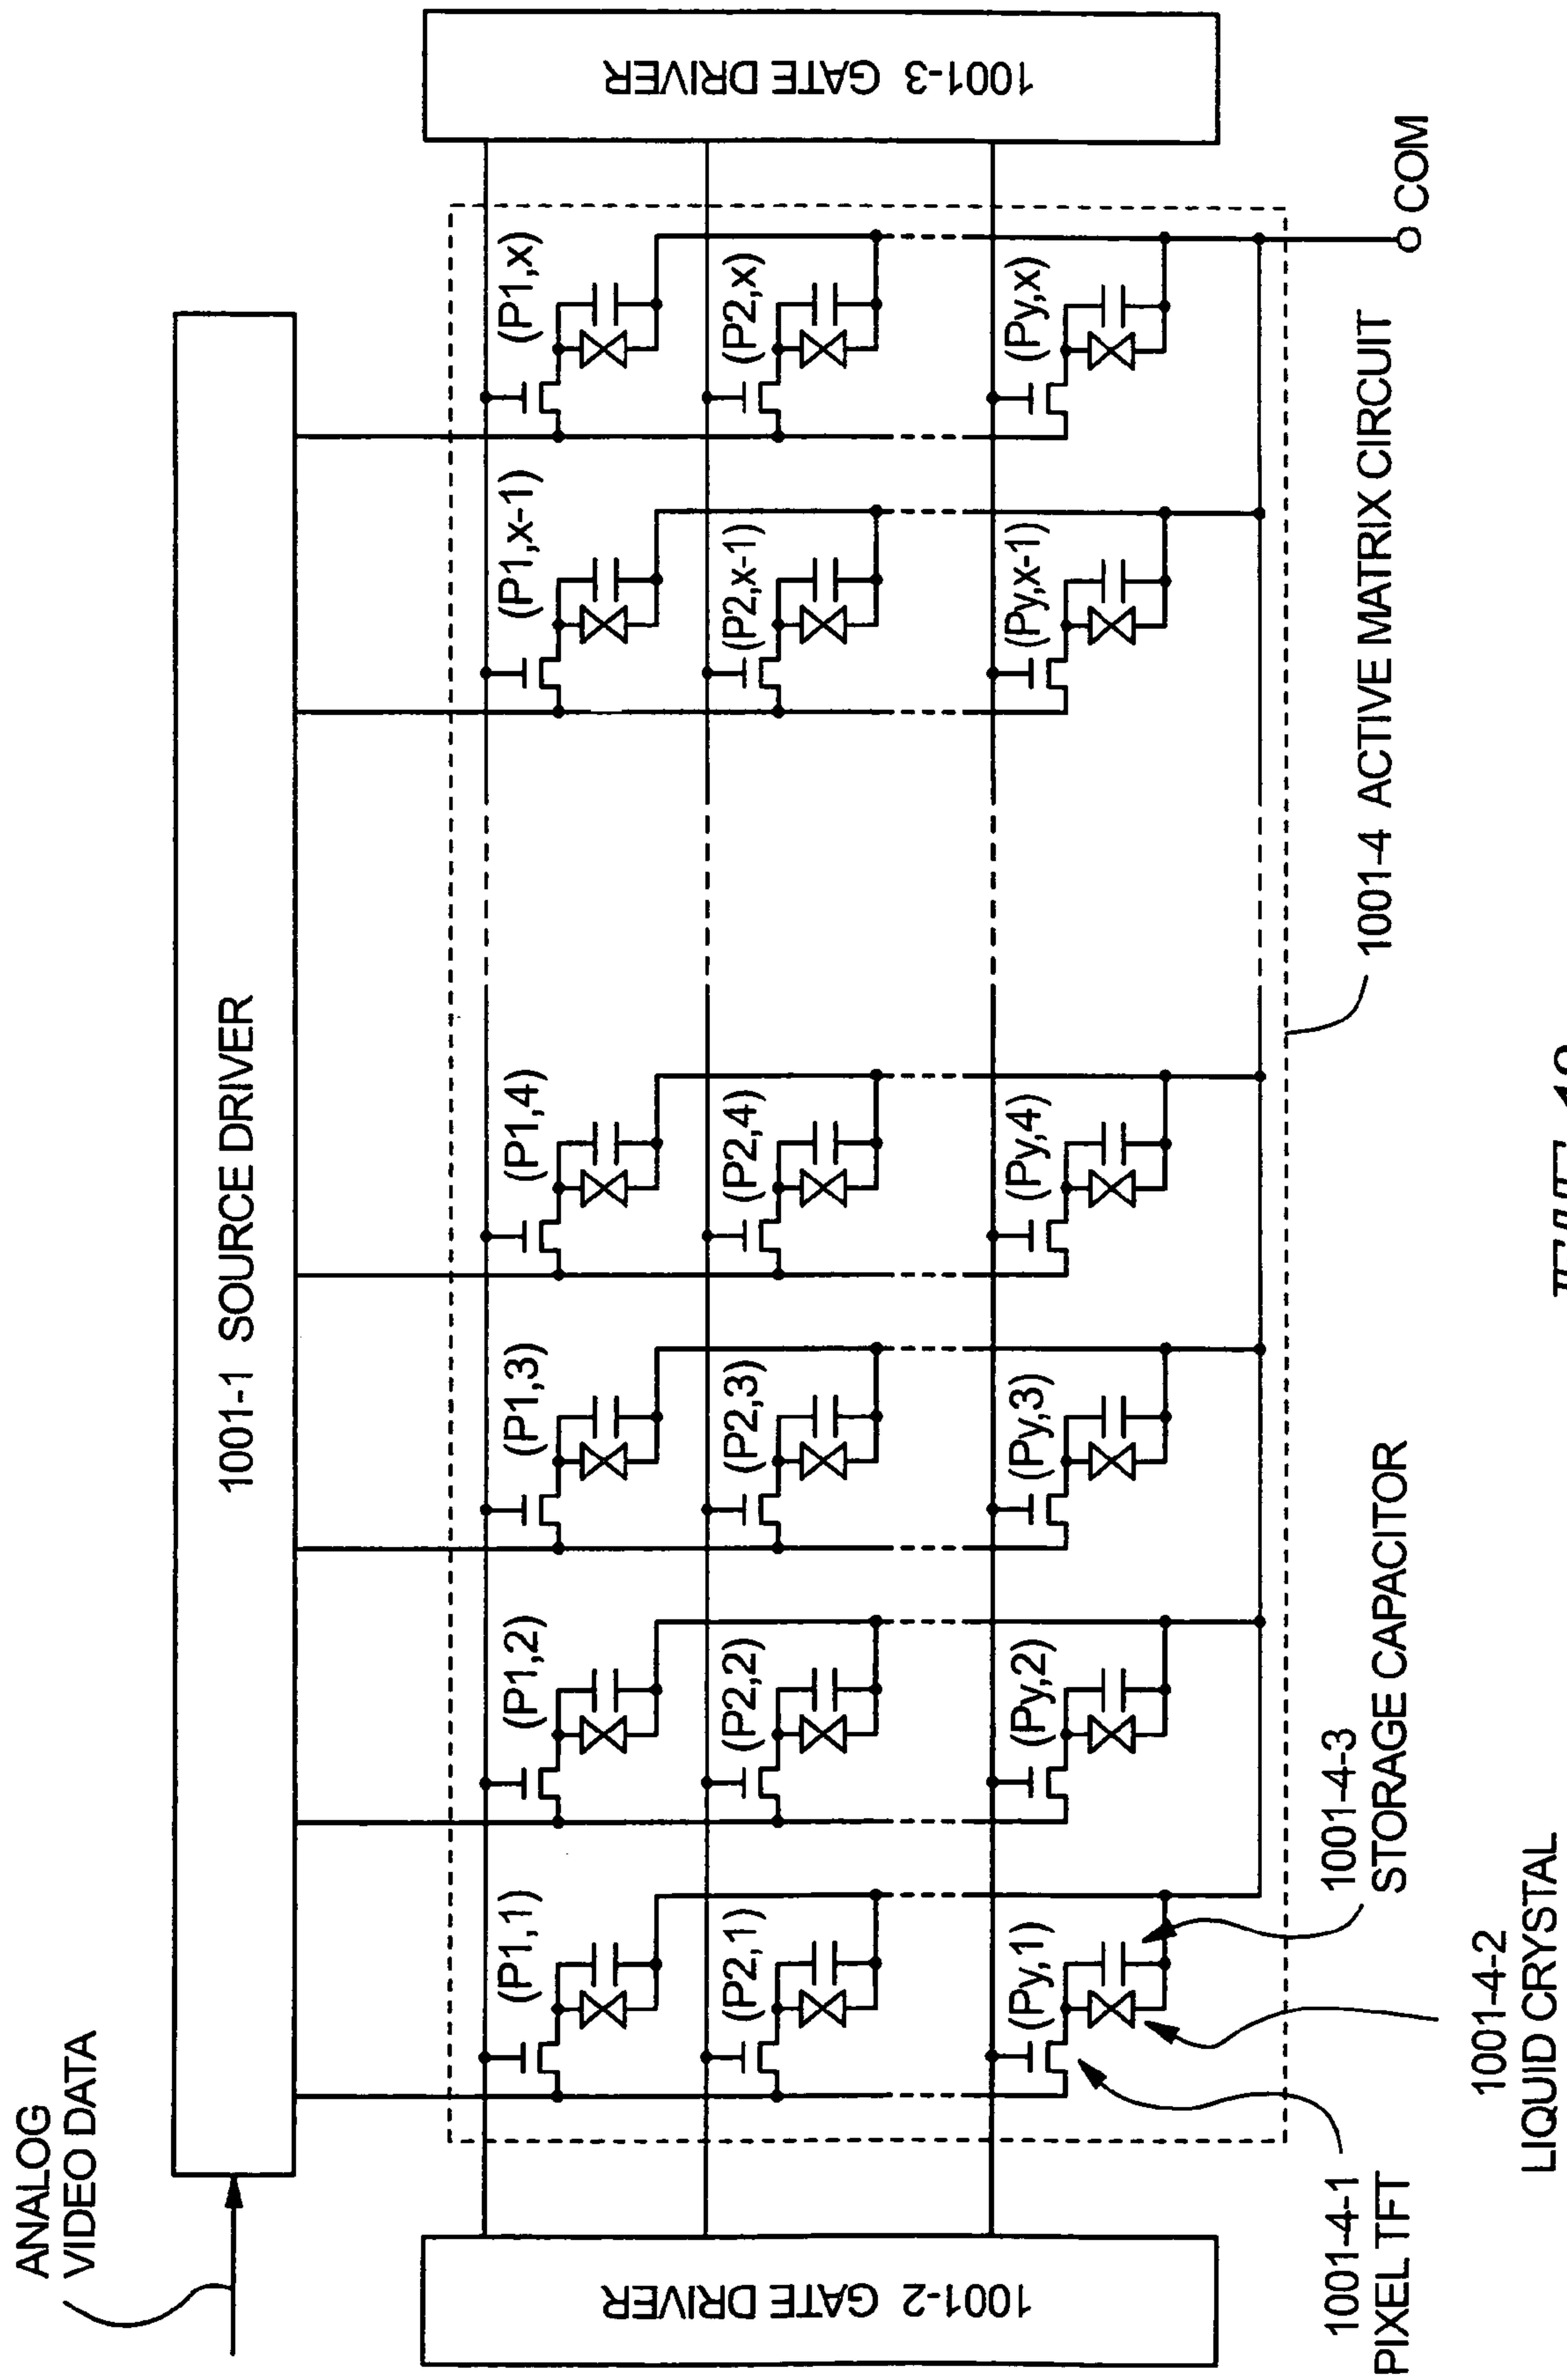 ANALOG
VIDEO DATA
1001-1 SOURCE DRIVER
1001-2 GATE DRIVER
1001-3 GATE DRIVER
(P1,1)
(P1,2)
(P1,3)
(P1,4)
(P1,x-1)
(P1,x)
(P2,1)
(P2,2)
(P2,3)
(P2,4)
(P2,x-1)
(P2,x)
(Py,1)
(Py,2)
(Py,3)
(Py,4)
(Py,x-1)
(Py,x)
COM
1001-4-1
PIXEL TFT
1001-4-2
LIQUID CRYSTAL
1001-4-3
STORAGE CAPACITOR
1001-4 ACTIVE MATRIX CIRCUIT